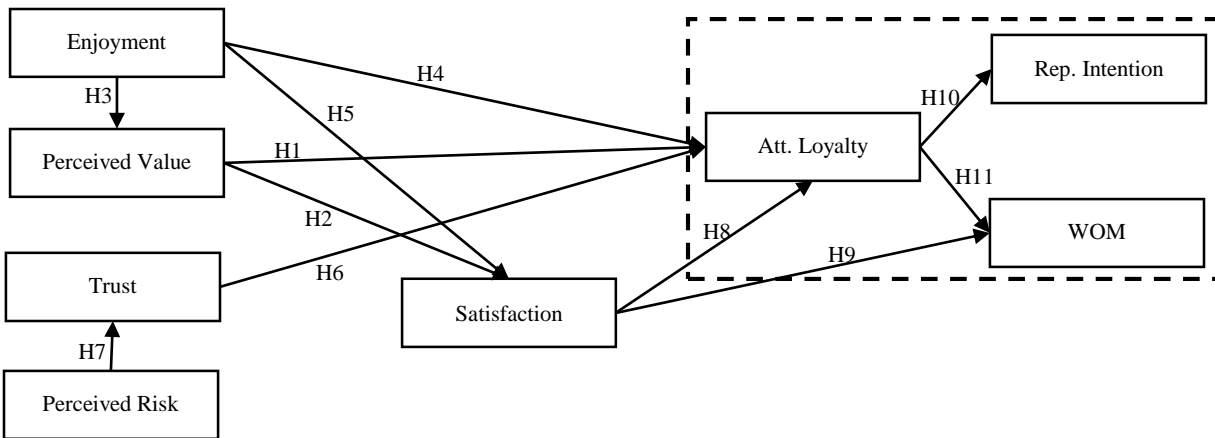 Enjoyment
Rep. Intention
H4
H3
H10
H5
Perceived Value
H1
Att. Loyalty
H11
H2
H8
WOM
H9
Trust
H6
Satisfaction
H7
Perceived Risk